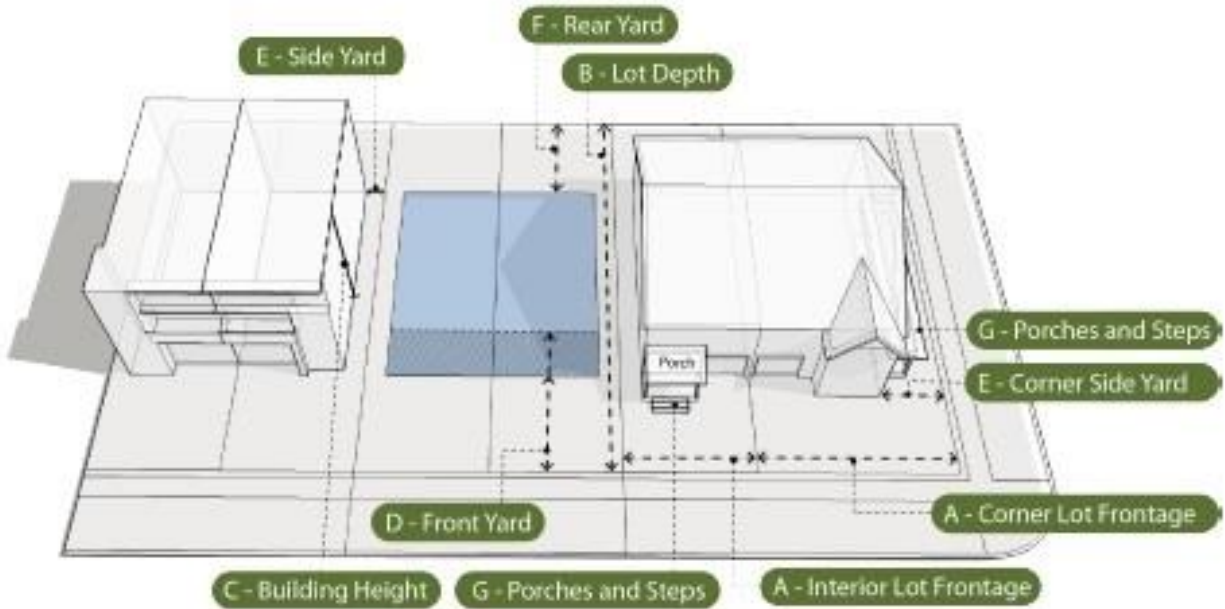 F - Rear Yard
E - Side Yard
B - Lot Depth
Porch
G - Porches and Steps
E - Corner Side Yard
A - Corner Lot Frontage
D - Front Yard
C - Building Height
G - Porches and Steps
A - Interior Lot Frontage